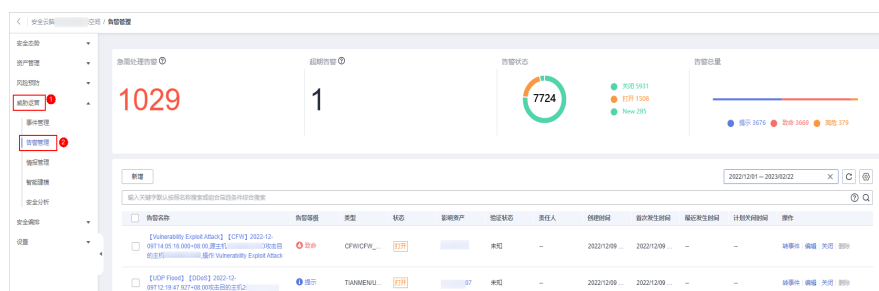 安全云脑 空间 / 告警管理
安全态势
资产管理
风险预防
威胁运营 1
事件管理
告警管理 2
情报管理
智能建模
安全分析
安全编排
设置
急需处理告警
1029
超期告警
1
告警状态
7724
关闭 5931
打开 1508
New 285
告警总量
提示 3676 致命 3669 高危 379
新增
2022/12/01 – 2023/02/22
输入关键字默认按照名称搜索或组合筛选条件综合搜索
告警名称 告警等级 类型 状态 影响资产 验证状态 责任人 创建时间 首次发生时间 最近发生时间 计划关闭时间 操作
【Vulnerability Exploit Attack】【CFW】2022-12-
09T14:05:16.000+08:00,源主机 攻击目
的主机 ,操作 Vulnerability Exploit Attack
致命 CFW/CFW_... 打开 未知 – 2022/12/09 ... 2022/12/09 ... – – 转事件 编辑 关闭 删除
【UDP Flood】【DDoS】2022-12-
09T12:19:47.927+08:00攻击目的主机2
提示 TIANMEN/U... 打开 07 未知 – 2022/12/09 ... 2022/12/09 ... – – 转事件 编辑 关闭 删除